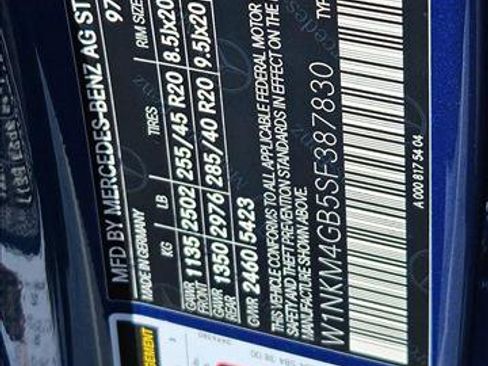 MFD BY MERCEDES-BENZ AG ST
97
MADE IN GERMANY
KG LB TIRES RIM SIZE
GAWR FRONT 1135 2502 255/45 R20 8.5Jx20
GAWR REAR 1350 2976 285/40 R20 9.5Jx20
GVWR 2460 5423
THIS VEHICLE CONFORMS TO ALL APPLICABLE FEDERAL MOTOR
SAFETY AND THEFT PREVENTION STANDARDS IN EFFECT ON THE
MANUFACTURE SHOWN ABOVE.
W1NKM4GB5SF387830 TYP
A 000 817 54 04
AGEMENT